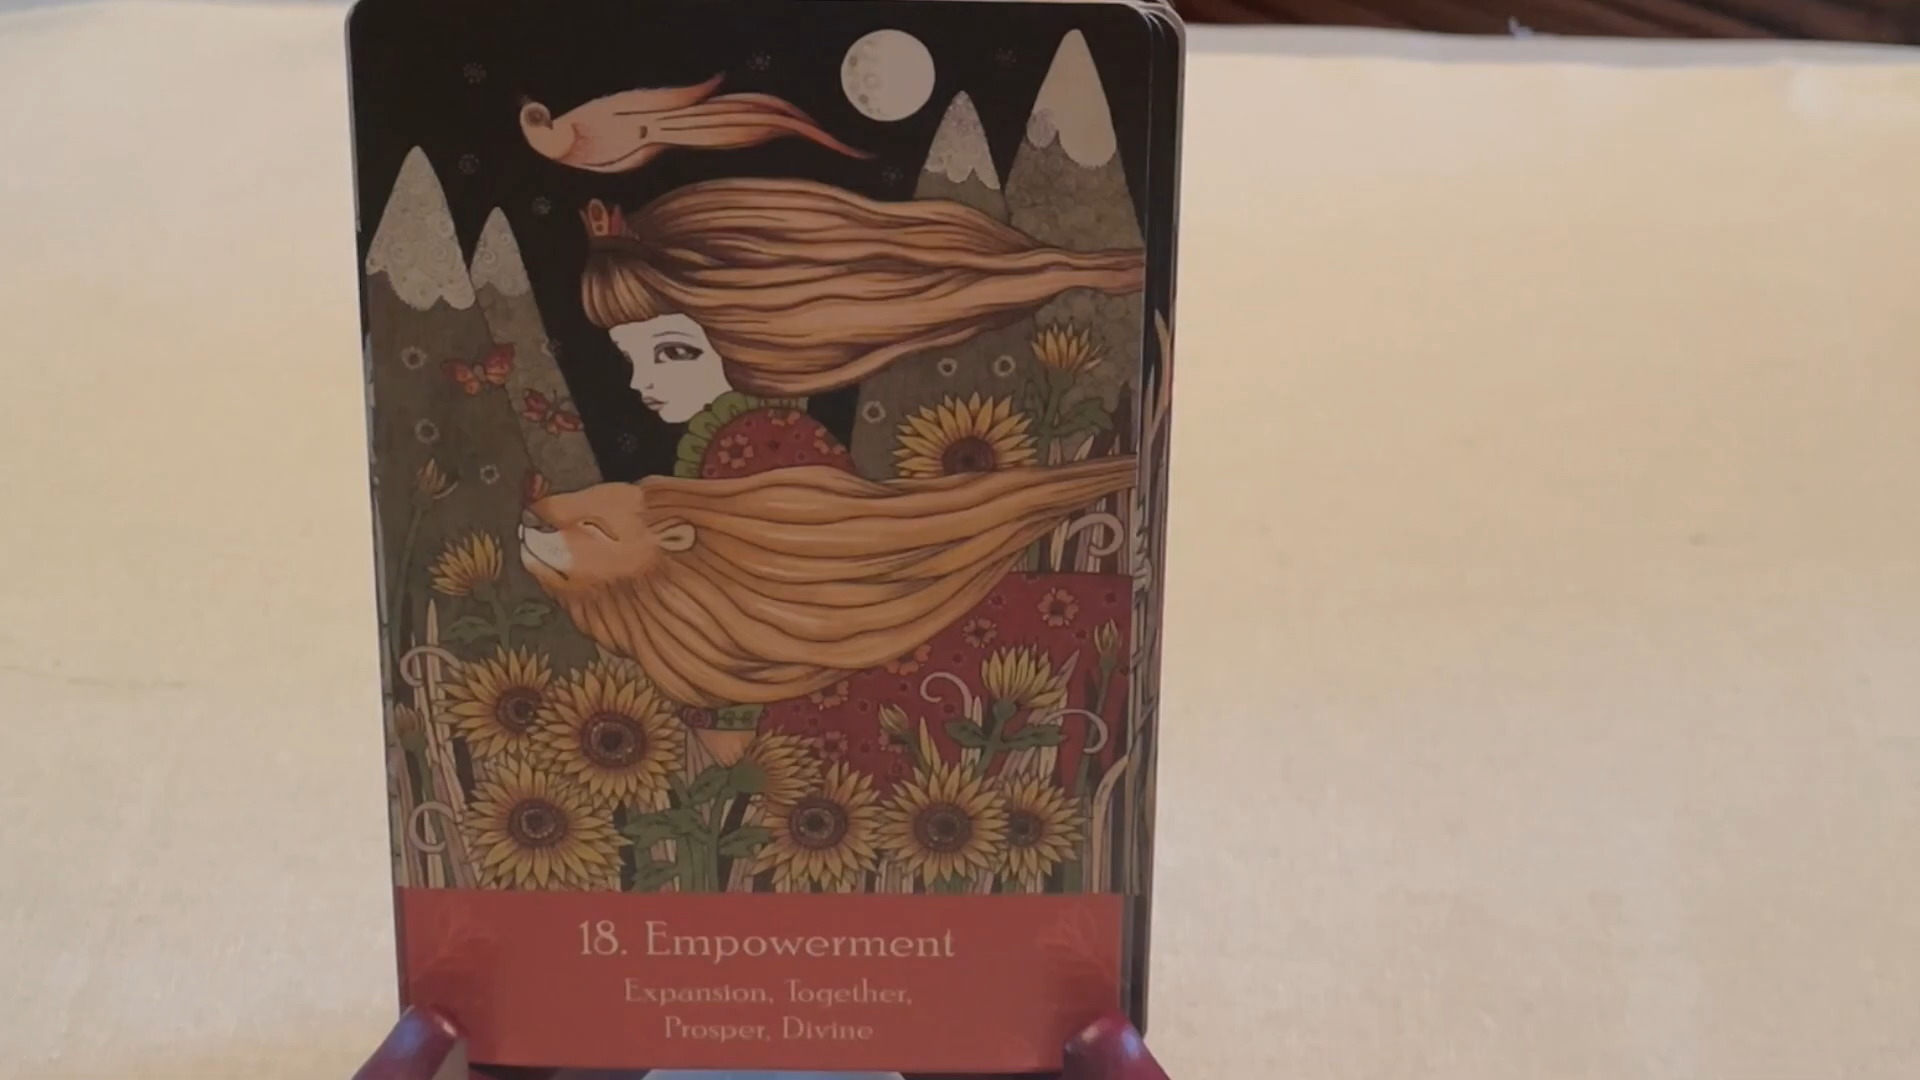 18. Empowerment
Expansion, Together,
Prosper, Divine